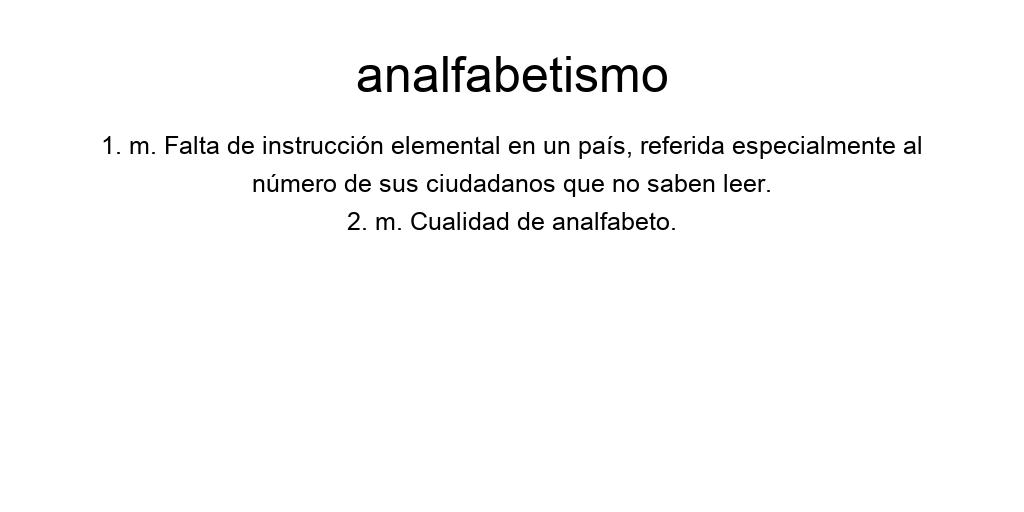 analfabetismo
1. m. Falta de instrucción elemental en un país, referida especialmente al
número de sus ciudadanos que no saben leer.
2. m. Cualidad de analfabeto.